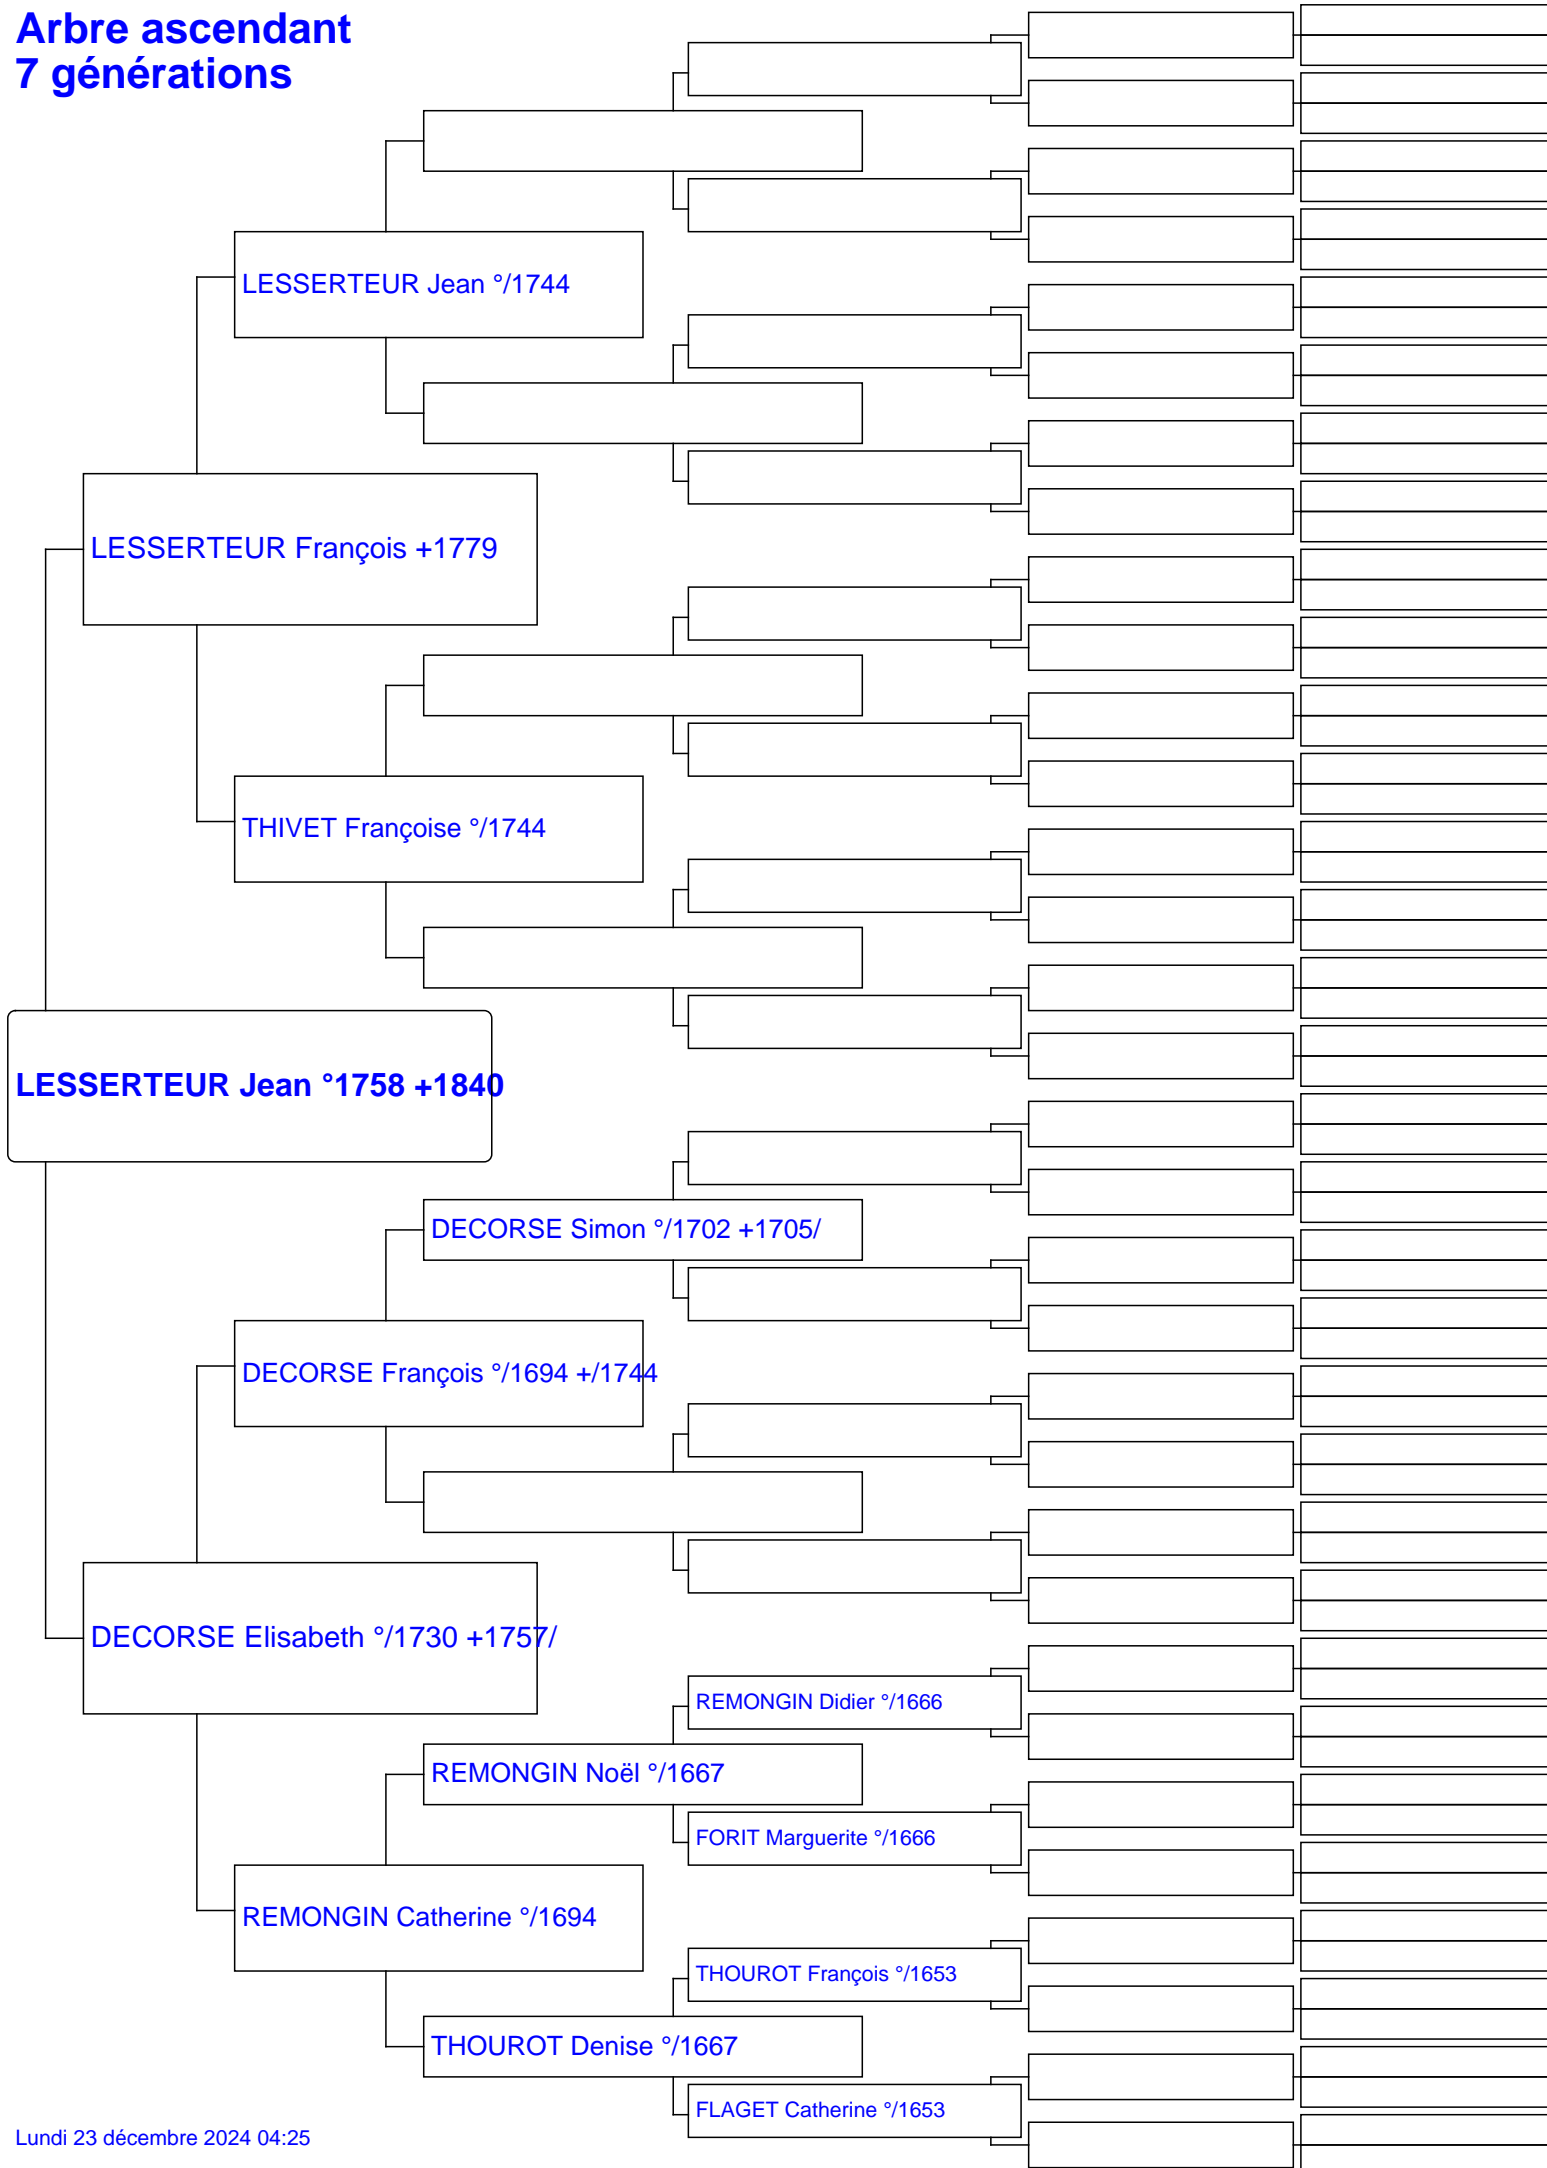 Arbre ascendant
7 générations
LESSERTEUR Jean °/1744
LESSERTEUR François +1779
THIVET Françoise °/1744
LESSERTEUR Jean °1758 +1840
DECORSE Simon °/1702 +1705/
DECORSE François °/1694 +/1744
DECORSE Elisabeth °/1730 +1757/
REMONGIN Didier °/1666
REMONGIN Noël °/1667
FORIT Marguerite °/1666
REMONGIN Catherine °/1694
THOUROT François °/1653
THOUROT Denise °/1667
FLAGET Catherine °/1653
Lundi 23 décembre 2024 04:25